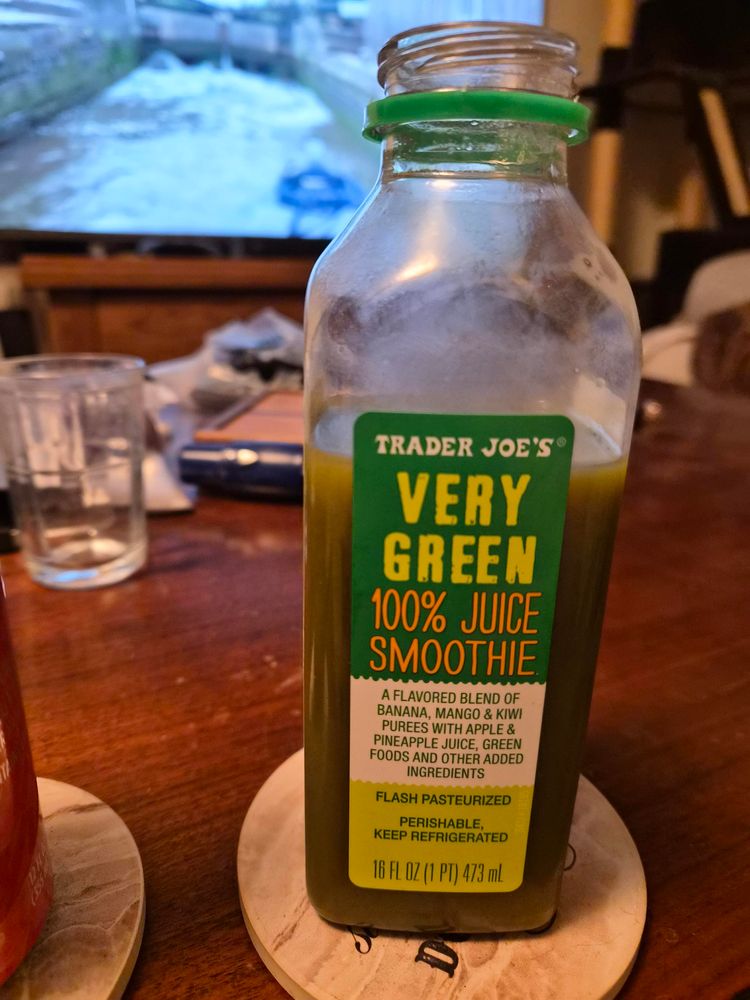 TRADER JOE'S®
VERY
GREEN
100% JUICE
SMOOTHIE
A FLAVORED BLEND OF
BANANA, MANGO & KIWI
PUREES WITH APPLE &
PINEAPPLE JUICE, GREEN
FOODS AND OTHER ADDED
INGREDIENTS
FLASH PASTEURIZED
PERISHABLE,
KEEP REFRIGERATED
16 FL OZ (1 PT) 473 mL
D